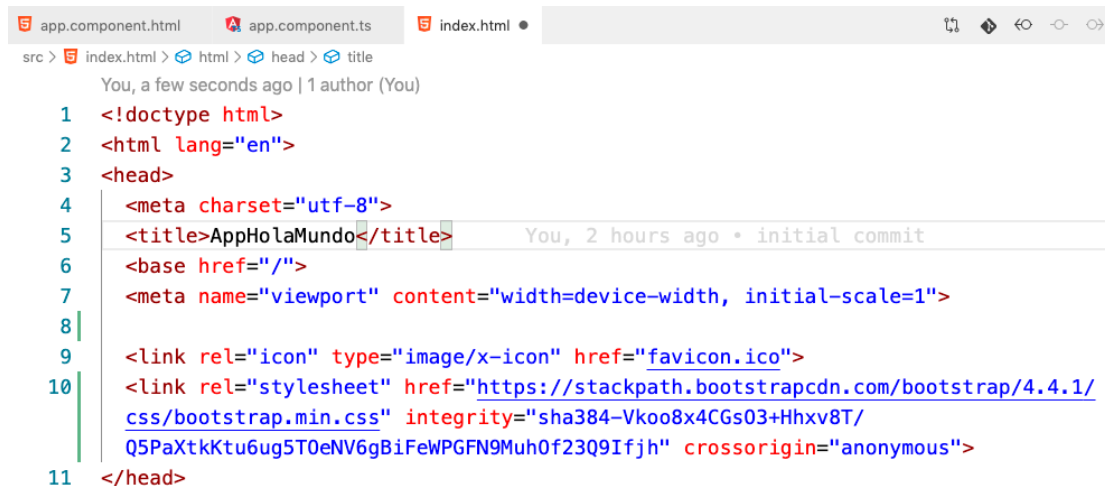 app.component.html app.component.ts index.html
src > index.html > html > head > title
You, a few seconds ago | 1 author (You)
1 <!doctype html>
2 <html lang="en">
3 <head>
4 <meta charset="utf-8">
5 <title>AppHolaMundo</title> You, 2 hours ago • initial commit
6 <base href="/">
7 <meta name="viewport" content="width=device-width, initial-scale=1">
8
9 <link rel="icon" type="image/x-icon" href="favicon.ico">
10 <link rel="stylesheet" href="https://stackpath.bootstrapcdn.com/bootstrap/4.4.1/
css/bootstrap.min.css" integrity="sha384-Vkoo8x4CGsO3+Hhxv8T/
Q5PaXtkKtu6ug5TOeNV6gBiFeWPGFN9MuhOf23Q9Ifjh" crossorigin="anonymous">
11 </head>